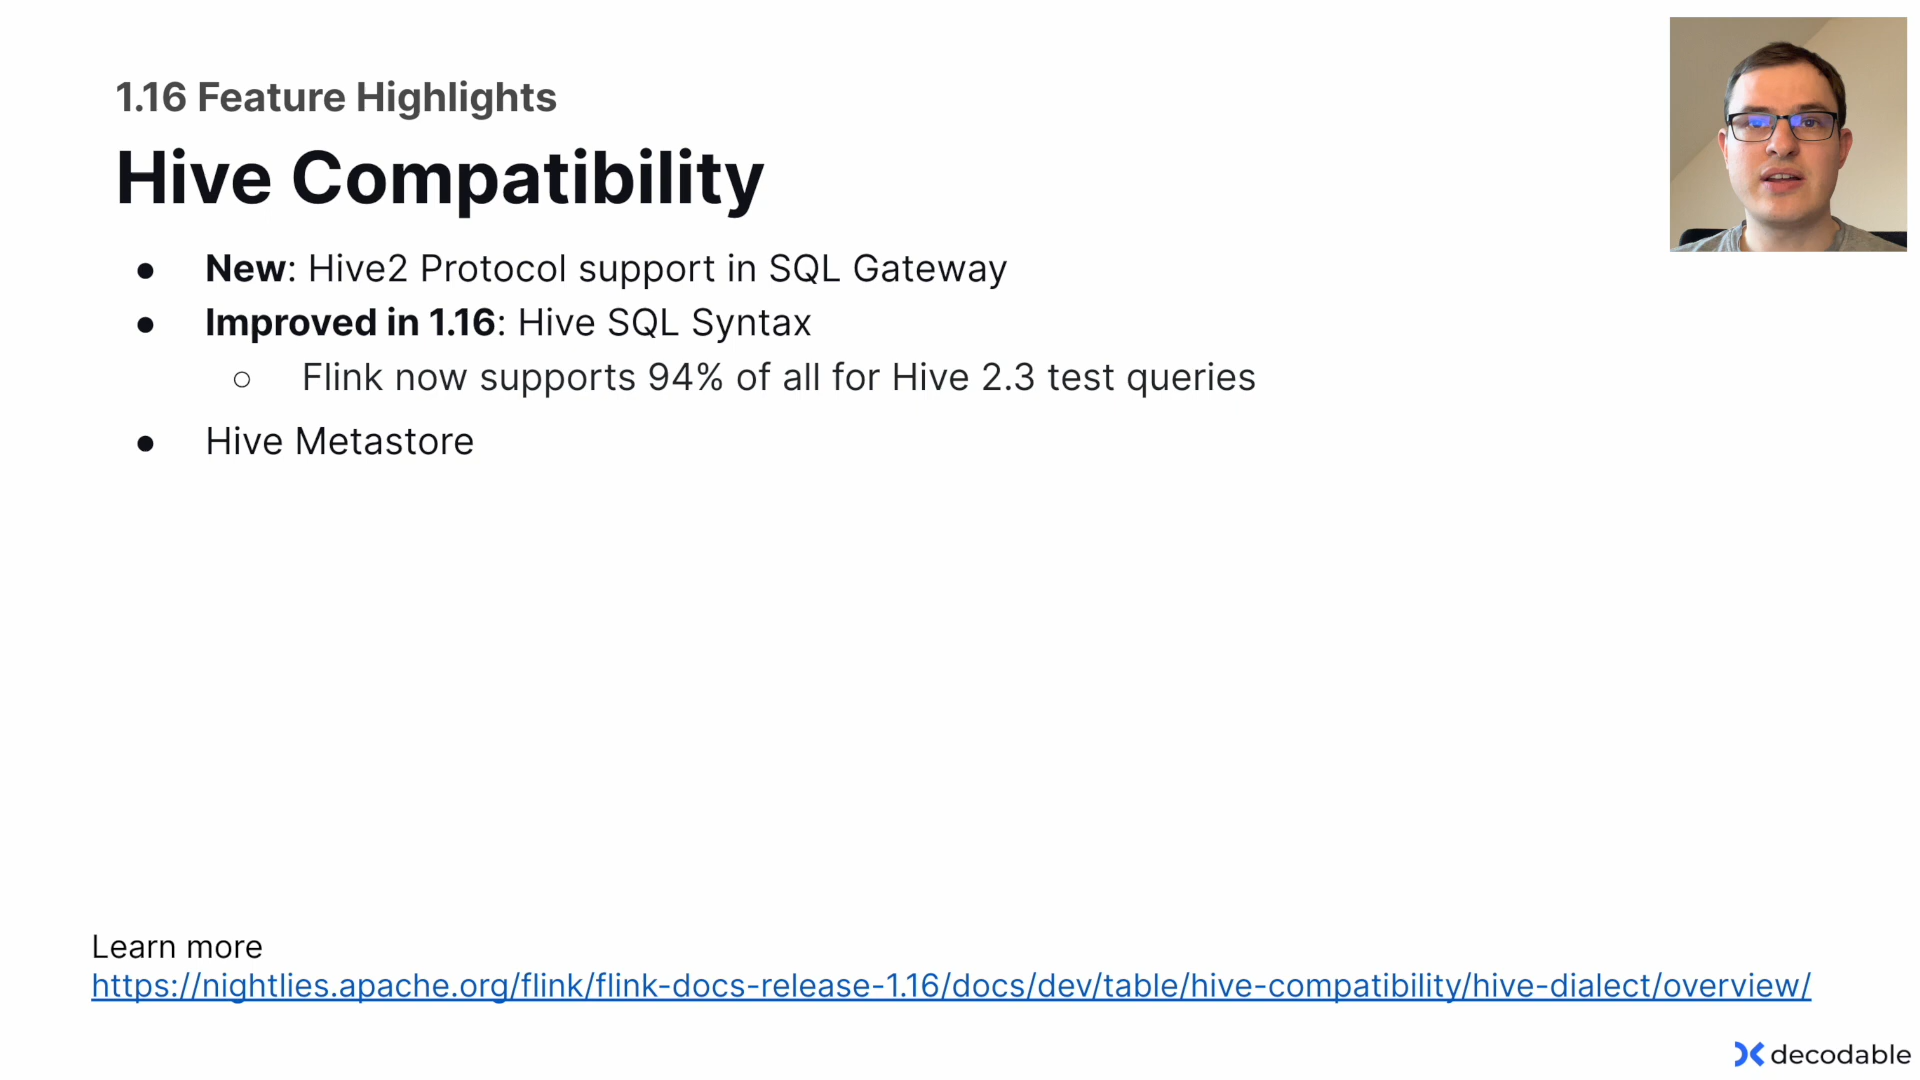 1.16 Feature Highlights
Hive Compatibility
● New: Hive2 Protocol support in SQL Gateway
● Improved in 1.16: Hive SQL Syntax
○ Flink now supports 94% of all for Hive 2.3 test queries
● Hive Metastore
Learn more
https://nightlies.apache.org/flink/flink-docs-release-1.16/docs/dev/table/hive-compatibility/hive-dialect/overview/
decodable